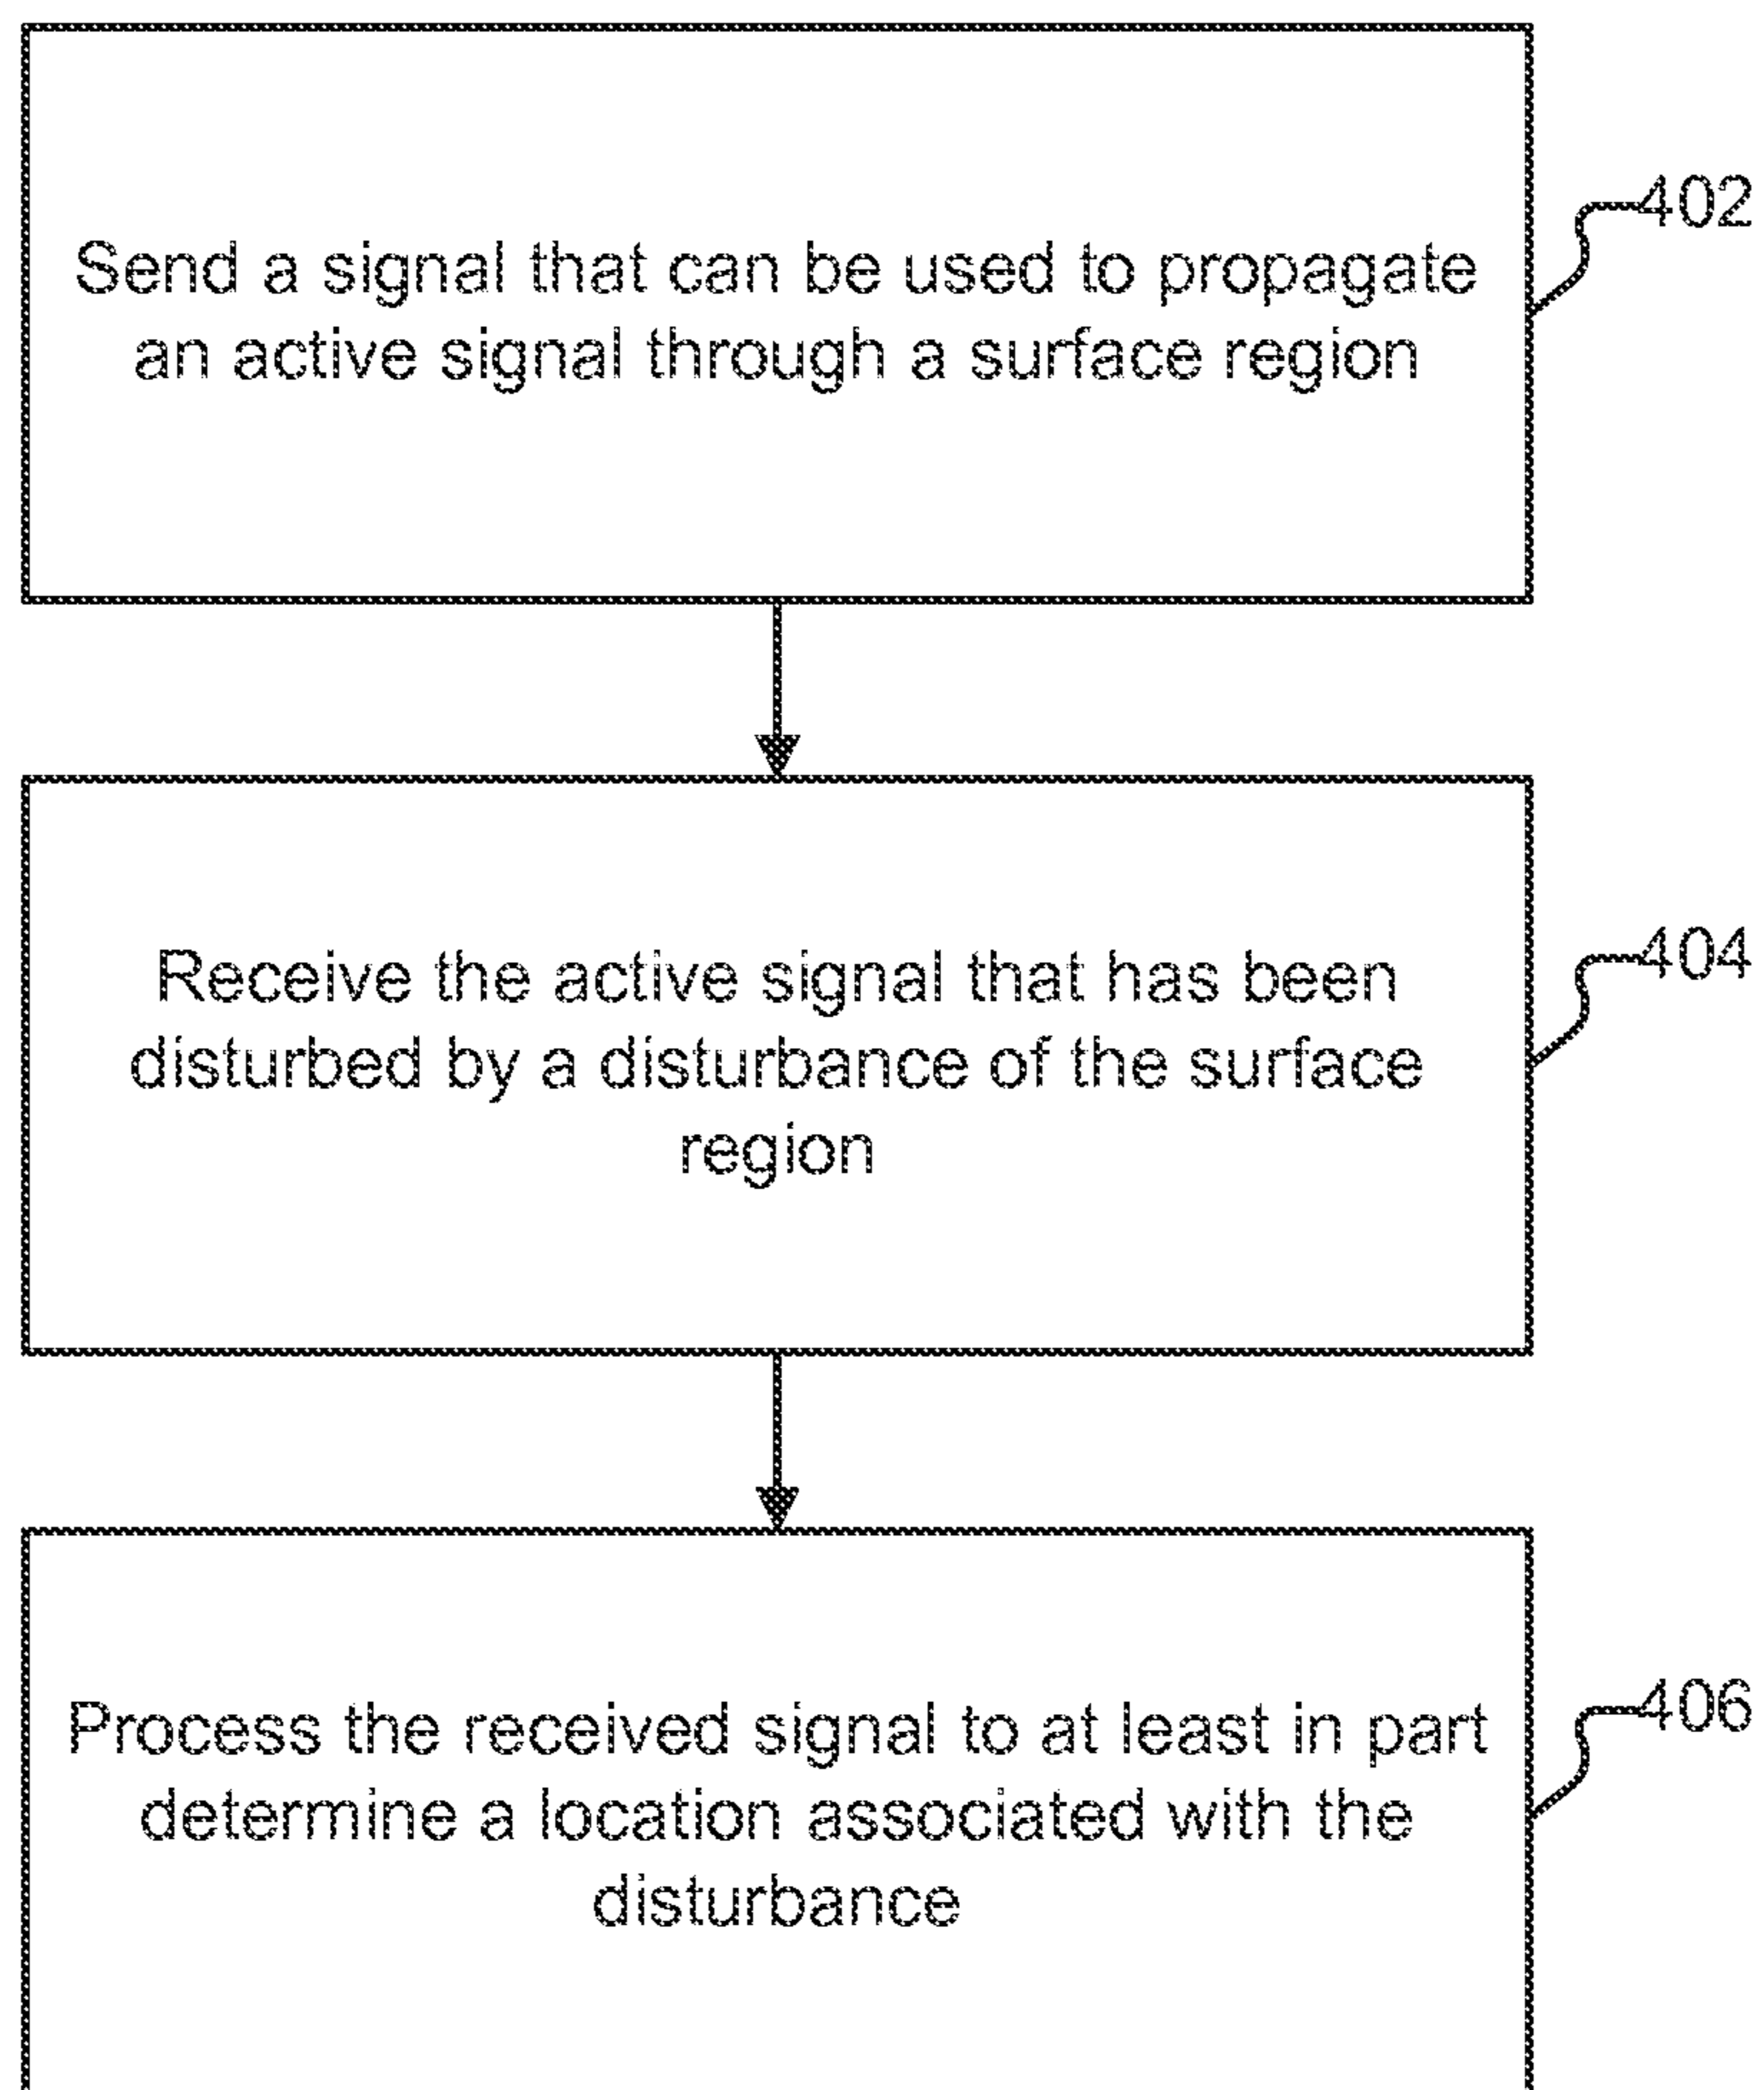 Send a signal that can be used to propagate
an active signal through a surface region
402
Receive the active signal that has been
disturbed by a disturbance of the surface
region
404
Process the received signal to at least in part
determine a location associated with the
disturbance
406